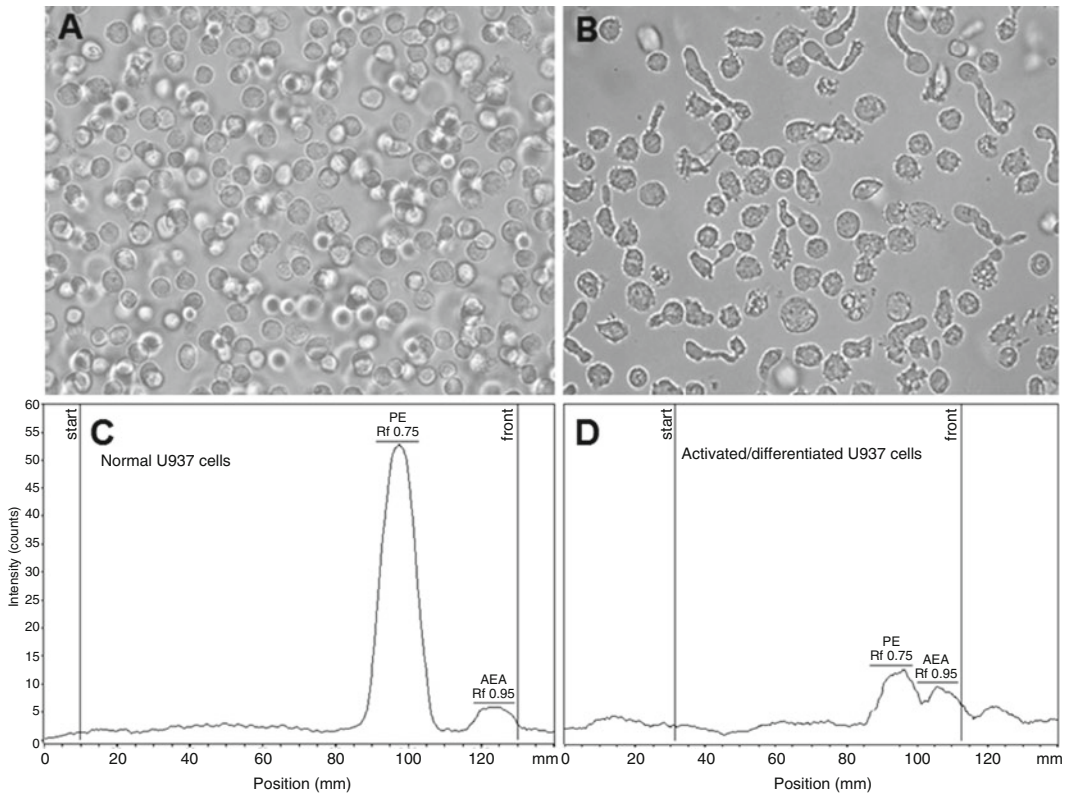 A
B
60
55
50
45
40
35
30
25
20
15
10
5
0
Intensity (counts)
start
C
Normal U937 cells
PE
Rf 0.75
AEA
Rf 0.95
front
0
20
40
60
80
100
120
mm
Position (mm)
D
start
Activated/differentiated U937 cells
PE
Rf 0.75
AEA
Rf 0.95
front
0
20
40
60
80
100
120
mm
Position (mm)